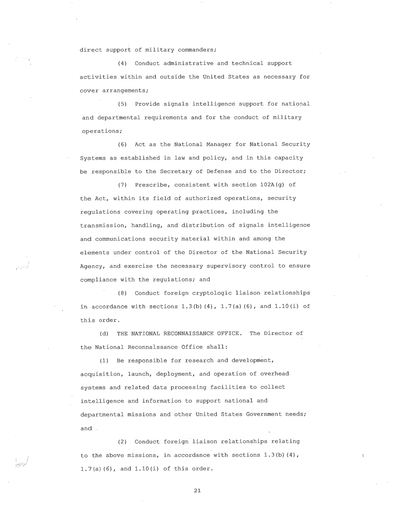 direct support of military commanders;
(4) Conduct administrative and technical support
activities within and outside the United States as necessary for
cover arrangements;
(5) Provide signals intelligence support for national
and departmental requirements and for the conduct of military
operations;
(6) Act as the National Manager for National Security
Systems as established in law and policy, and in this capacity
be responsible to the Secretary of Defense and to the Director;
(7) Prescribe, consistent with section 102A(g) of
the Act, within its field of authorized operations, security
regulations covering operating practices, including the
transmission, handling, and distribution of signals intelligence
and communications security material within and among the
elements under control of the Director of the National Security
Agency, and exercise the necessary supervisory control to ensure
compliance with the regulations; and
(8) Conduct foreign cryptologic liaison relationships
in accordance with sections 1.3(b)(4), 1.7(a)(6), and 1.10(i) of
this order.
(d) THE NATIONAL RECONNAISSANCE OFFICE. The Director of
the National Reconnaissance Office shall:
(1) Be responsible for research and development,
acquisition, launch, deployment, and operation of overhead
systems and related data processing facilities to collect
intelligence and information to support national and
departmental missions and other United States Government needs;
and
(2) Conduct foreign liaison relationships relating
to the above missions, in accordance with sections 1.3(b)(4),
1.7(a)(6), and 1.10(i) of this order.
21